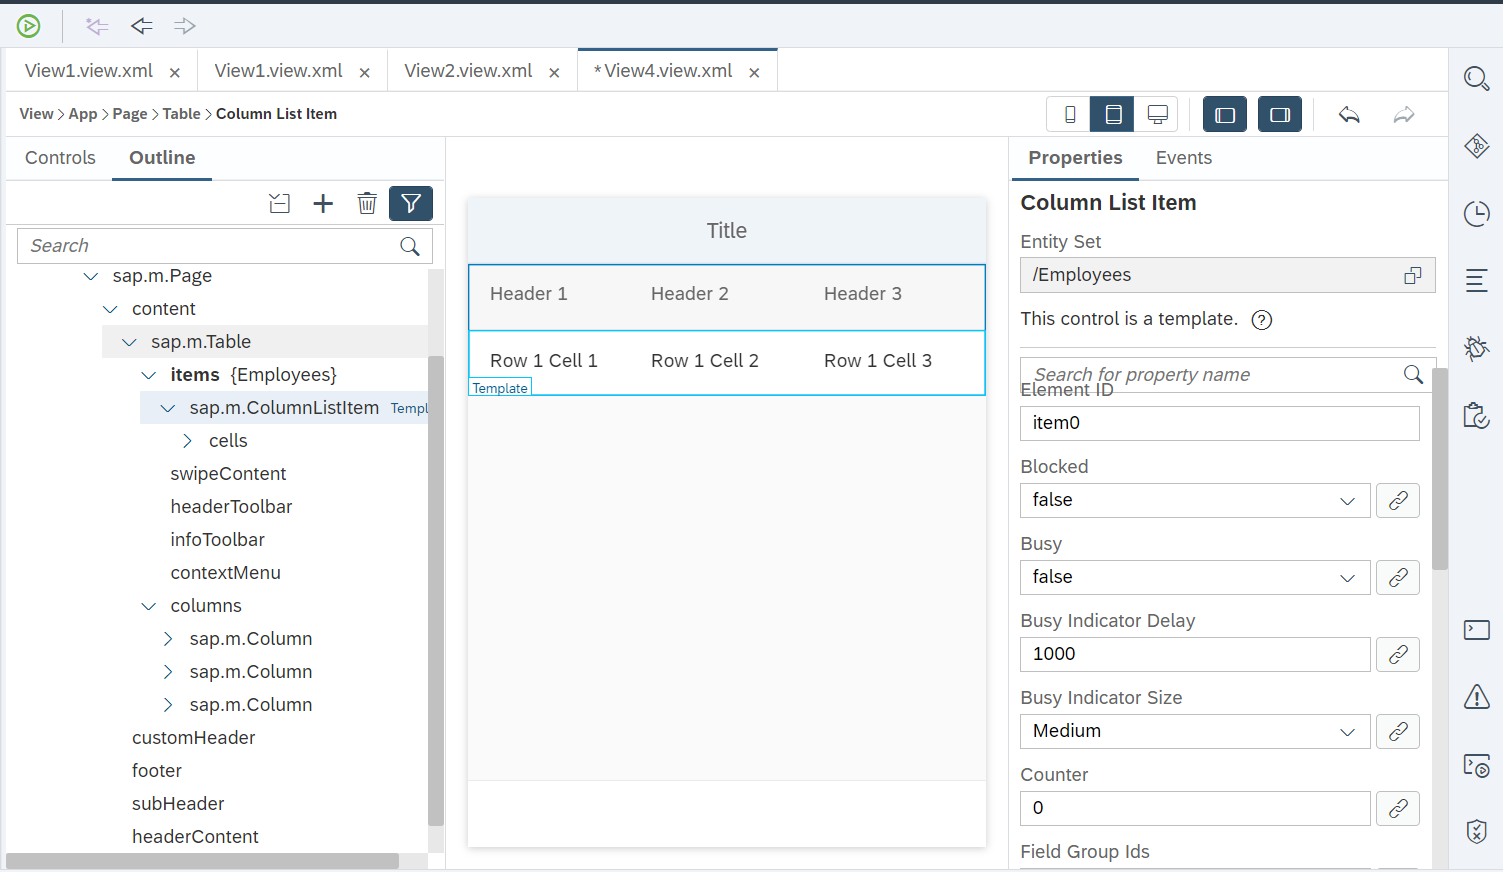 View1.view.xml
View1.view.xml
View2.view.xml
*View4.view.xml
View > App > Page > Table > Column List Item
Controls
Outline
Search
sap.m.Page
content
sap.m.Table
items {Employees}
sap.m.ColumnListItem Templ
cells
swipeContent
headerToolbar
infoToolbar
contextMenu
columns
sap.m.Column
sap.m.Column
sap.m.Column
customHeader
footer
subHeader
headerContent
Title
Header 1 Header 2 Header 3
Row 1 Cell 1 Row 1 Cell 2 Row 1 Cell 3
Template
Properties
Events
Column List Item
Entity Set
/Employees
This control is a template.
Search for property name
Element ID
item0
Blocked
false
Busy
false
Busy Indicator Delay
1000
Busy Indicator Size
Medium
Counter
0
Field Group Ids